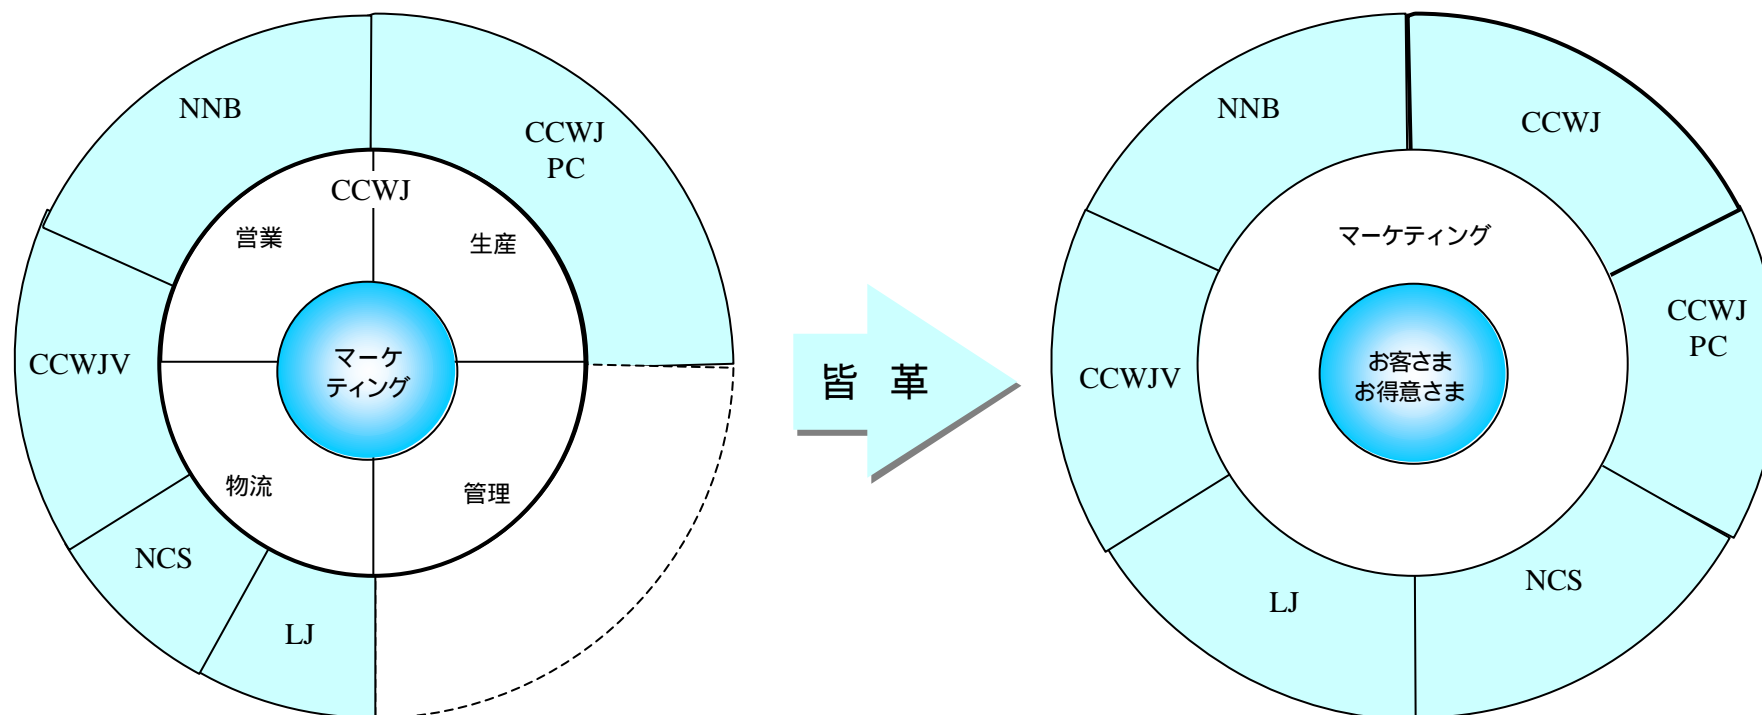 NNB
CCWJ
PC
CCWJ
営業
生産
CCWJV
マーケ
ティング
物流
管理
NCS
LJ
皆 革
NNB
CCWJ
マーケティング
CCWJ
PC
CCWJV
お客さま
お得意さま
LJ
NCS